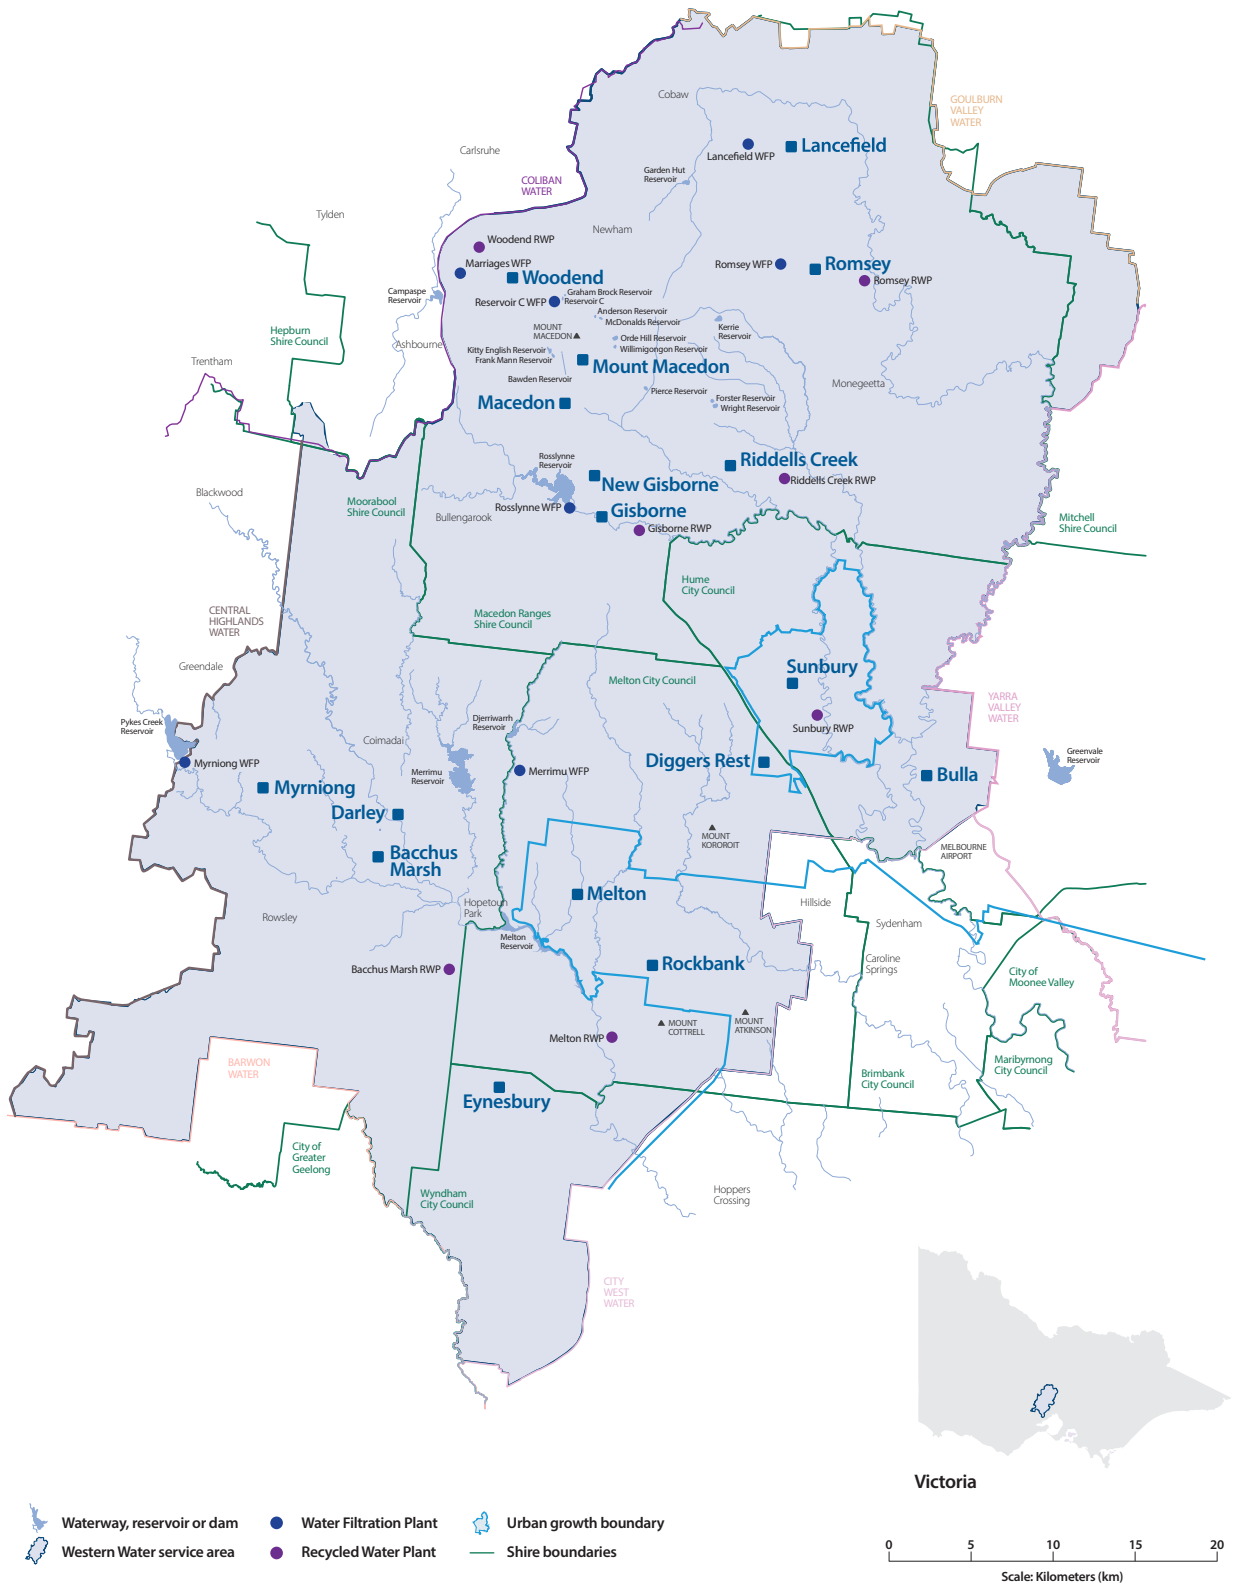 Cobaw
GOULBURN
VALLEY
WATER
Lancefield
Lancefield WFP
Carlsruhe
Garden Hut
Reservoir
COLIBAN
WATER
Tylden
Newham
Woodend RWP
Marriages WFP
Woodend
Romsey WFP
Romsey
Romsey RWP
Campaspe
Reservoir
Reservoir C WFP
Graham Brock Reservoir
Reservoir C
Anderson Reservoir
McDonalds Reservoir
MOUNT
MACEDON
Kerrie
Reservoir
Orde Hill Reservoir
Willimigongon Reservoir
Hepburn
Shire Council
Ashbourne
Kitty English Reservoir
Frank Mann Reservoir
Trentham
Mount Macedon
Bawden Reservoir
Monegeetta
Pierce Reservoir
Forster Reservoir
Wright Reservoir
Macedon
Rosslynne
Reservoir
Riddells Creek
Riddells Creek RWP
New Gisborne
Blackwood
Moorabool
Shire Council
Rosslynne WFP
Gisborne
Bullengarook
Gisborne RWP
Mitchell
Shire Council
Hume
City Council
CENTRAL
HIGHLANDS
WATER
Macedon Ranges
Shire Council
Greendale
Sunbury
Melton City Council
YARRA
VALLEY
WATER
Pykes Creek
Reservoir
Djerriwarrh
Reservoir
Sunbury RWP
Coimadai
Greenvale
Reservoir
Myrniong WFP
Merrimu
Reservoir
Merrimu WFP
Diggers Rest
Bulla
Myrniong
Darley
MOUNT
KOROROIT
Bacchus
Marsh
MELBOURNE
AIRPORT
Melton
Hopetoun
Park
Hillside
Rowsley
Sydenham
Melton
Reservoir
Rockbank
Caroline
Springs
Bacchus Marsh RWP
City of
Moonee Valley
MOUNT
COTTRELL
MOUNT
ATKINSON
Melton RWP
BARWON
WATER
Brimbank
City Council
Maribyrnong
City Council
Eynesbury
City of
Greater
Geelong
Wyndham
City Council
Hoppers
Crossing
CITY
WEST
WATER
Victoria
Waterway, reservoir or dam
Water Filtration Plant
Urban growth boundary
Western Water service area
Recycled Water Plant
Shire boundaries
0 5 10 15 20
Scale: Kilometers (km)